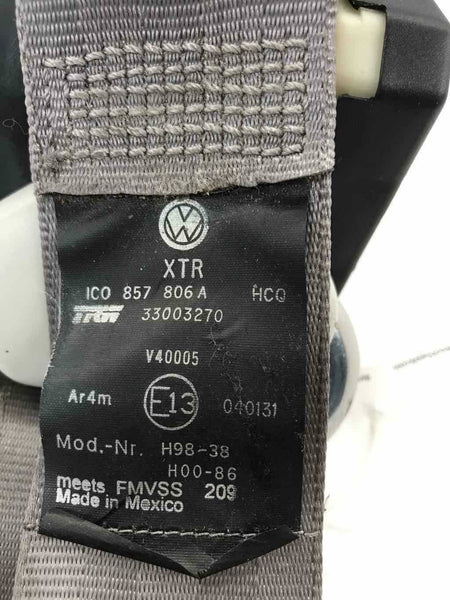 XTR
1C0 857 806 A HCQ
TRW 33003270
V40005
Ar4m E13 040131
Mod.-Nr. H98-38
H00-86
meets FMVSS 209
Made in Mexico